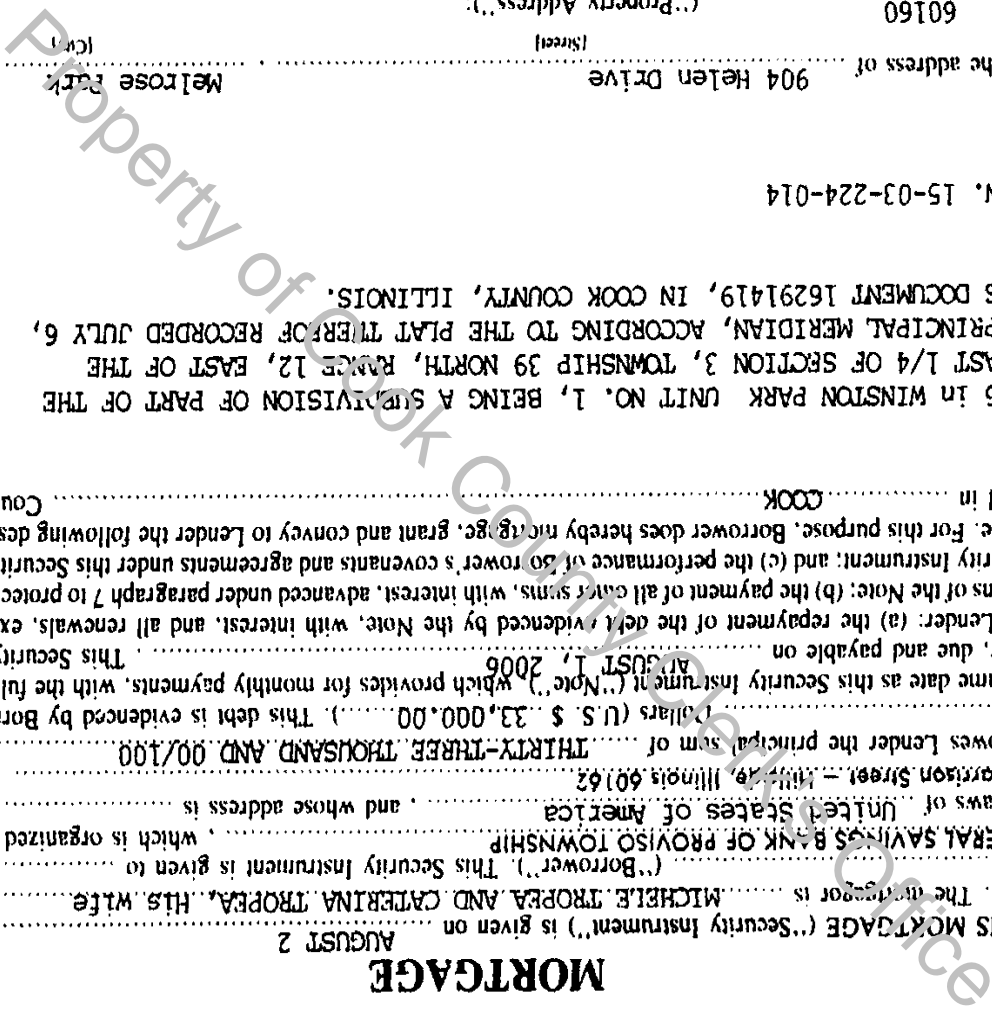 MORTGAGE
IS MORTGAGE ("Security Instrument") is given on AUGUST 2
. The mortgagor is MICHELE TROPEA AND CATERINA TROPEA, His wife
("Borrower"). This Security Instrument is given to
ERAL SAVINGS BANK OF PROVISO TOWNSHIP, which is organized
aws of United States of America, and whose address is
arrison Street – Hillside, Illinois 60162
owes Lender the principal sum of THIRTY-THREE THOUSAND AND 00/100
Dollars (U.S. $ 33,000.00). This debt is evidenced by Borr
ame date as this Security Instrument ("Note"), which provides for monthly payments, with the ful
, due and payable on AUGUST 1, 2006. This Security
Lender: (a) the repayment of the debt evidenced by the Note, with interest, and all renewals, ex
ns of the Note; (b) the payment of all other sums, with interest, advanced under paragraph 7 to protec
rity Instrument; and (c) the performance of Borrower's covenants and agreements under this Securit
e. For this purpose, Borrower does hereby mortgage, grant and convey to Lender the following des
d in COOK Cou
6 in WINSTON PARK UNIT NO. 1, BEING A SUBDIVISION OF PART OF THE
AST 1/4 OF SECTION 3, TOWNSHIP 39 NORTH, RANGE 12, EAST OF THE
PRINCIPAL MERIDIAN, ACCORDING TO THE PLAT THEREOF RECORDED JULY 6,
S DOCUMENT 16291419, IN COOK COUNTY, ILLINOIS.
N. 15-03-224-014
he address of 904 Helen Drive, Melrose Park
[Street] [City]
60160 ("Property Address");
Property of Cook County Clerk's Office